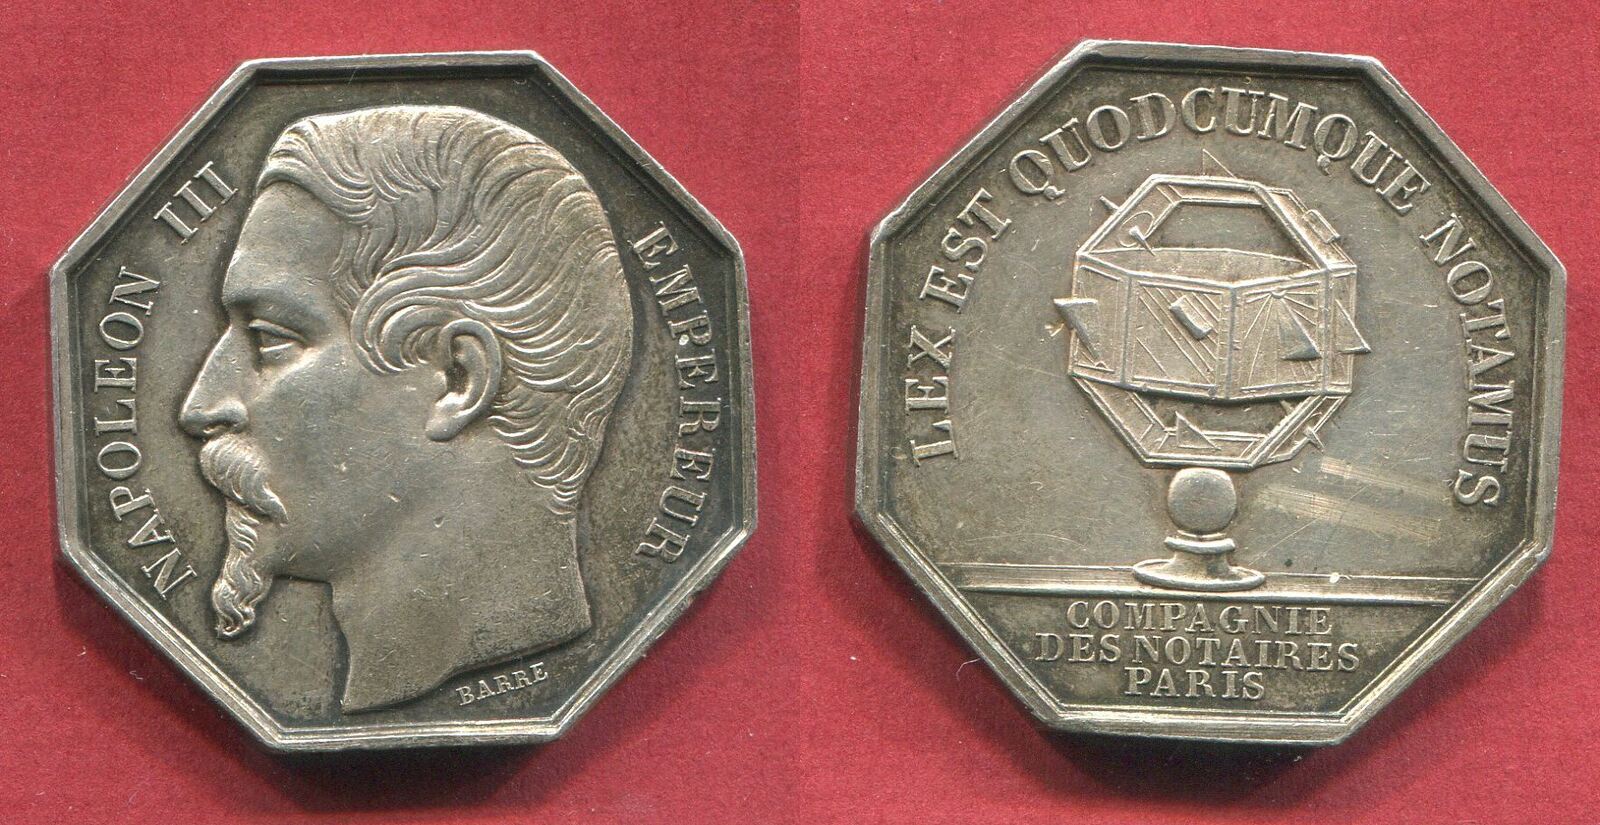 NAPOLEON III EMPEREUR
BARRE
LEX EST QUODCUMQUE NOTAMUS
COMPAGNIE
DES NOTAIRES
PARIS